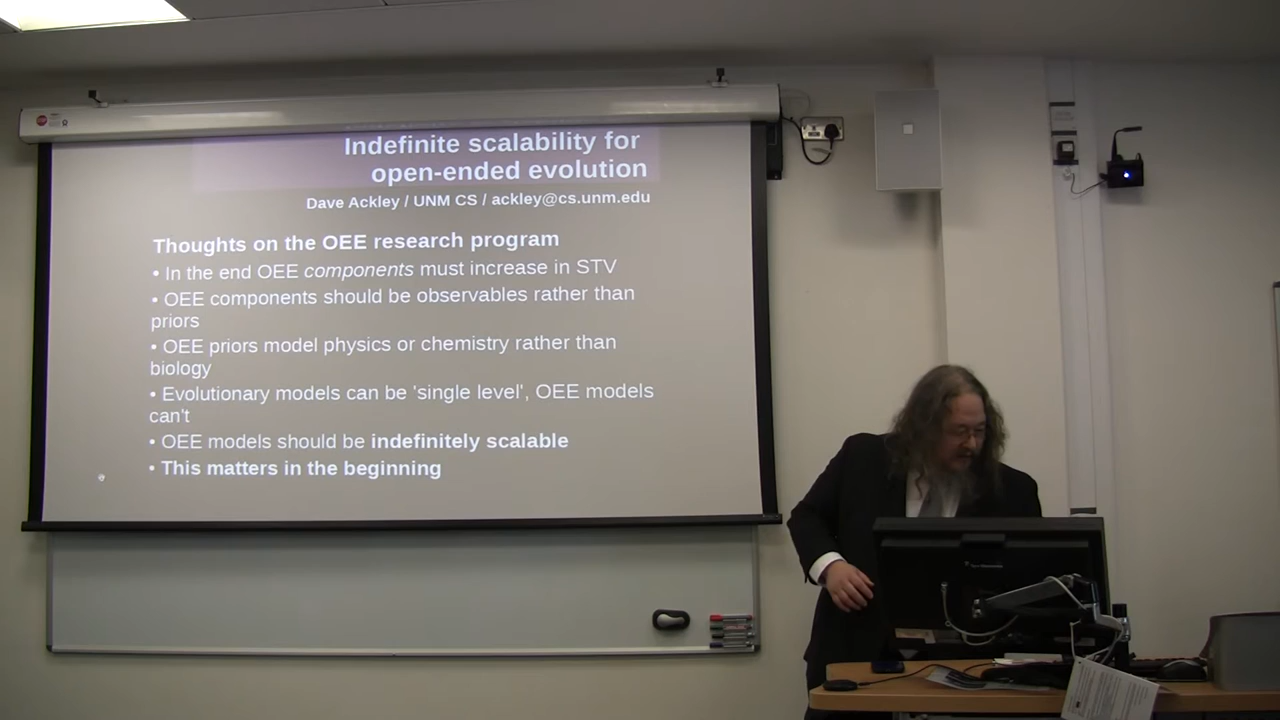 Indefinite scalability for
open-ended evolution
Dave Ackley / UNM CS / ackley@cs.unm.edu
Thoughts on the OEE research program
• In the end OEE components must increase in STV
• OEE components should be observables rather than
priors
• OEE priors model physics or chemistry rather than
biology
• Evolutionary models can be 'single level', OEE models
can't
• OEE models should be indefinitely scalable
• This matters in the beginning